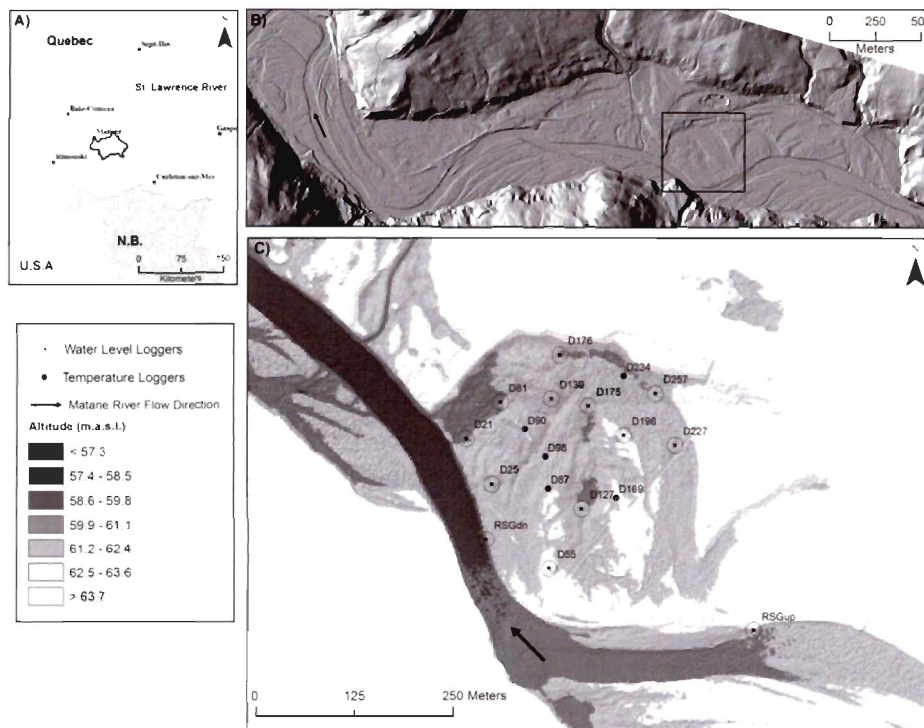 A)
Quebec
Sept-Iles
St. Lawrence River
Baie-Comeau
Matane
Gaspe
Rimouski
Carleton-sur-Mer
N.B.
U.S.A
0 75 150
Kilometers
B)
0 250 50
Meters
Water Level Loggers
Temperature Loggers
Matane River Flow Direction
Altitude (m.a.s.l.)
< 57.3
57.4 - 58.5
58.6 - 59.8
59.9 - 61.1
61.2 - 62.4
62.5 - 63.6
> 63.7
C)
D176
D234
D257
D81
D139
D175
D21
D90
D196
D227
D98
D25
D87
D127
D169
RSGdn
D55
RSGup
0 125 250 Meters